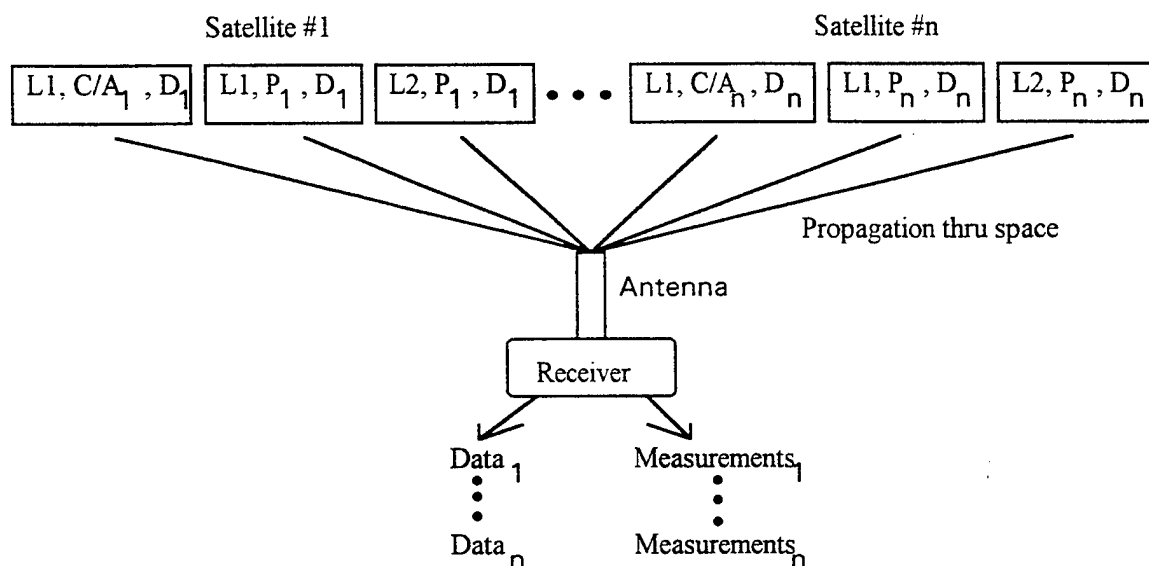 Satellite #1
Satellite #n
L1, C/A1 , D1
L1, P1 , D1
L2, P1 , D1
L1, C/An, Dn
L1, Pn, Dn
L2, Pn, Dn
Propagation thru space
Antenna
Receiver
Data1
Measurements1
Datan
Measurementsn